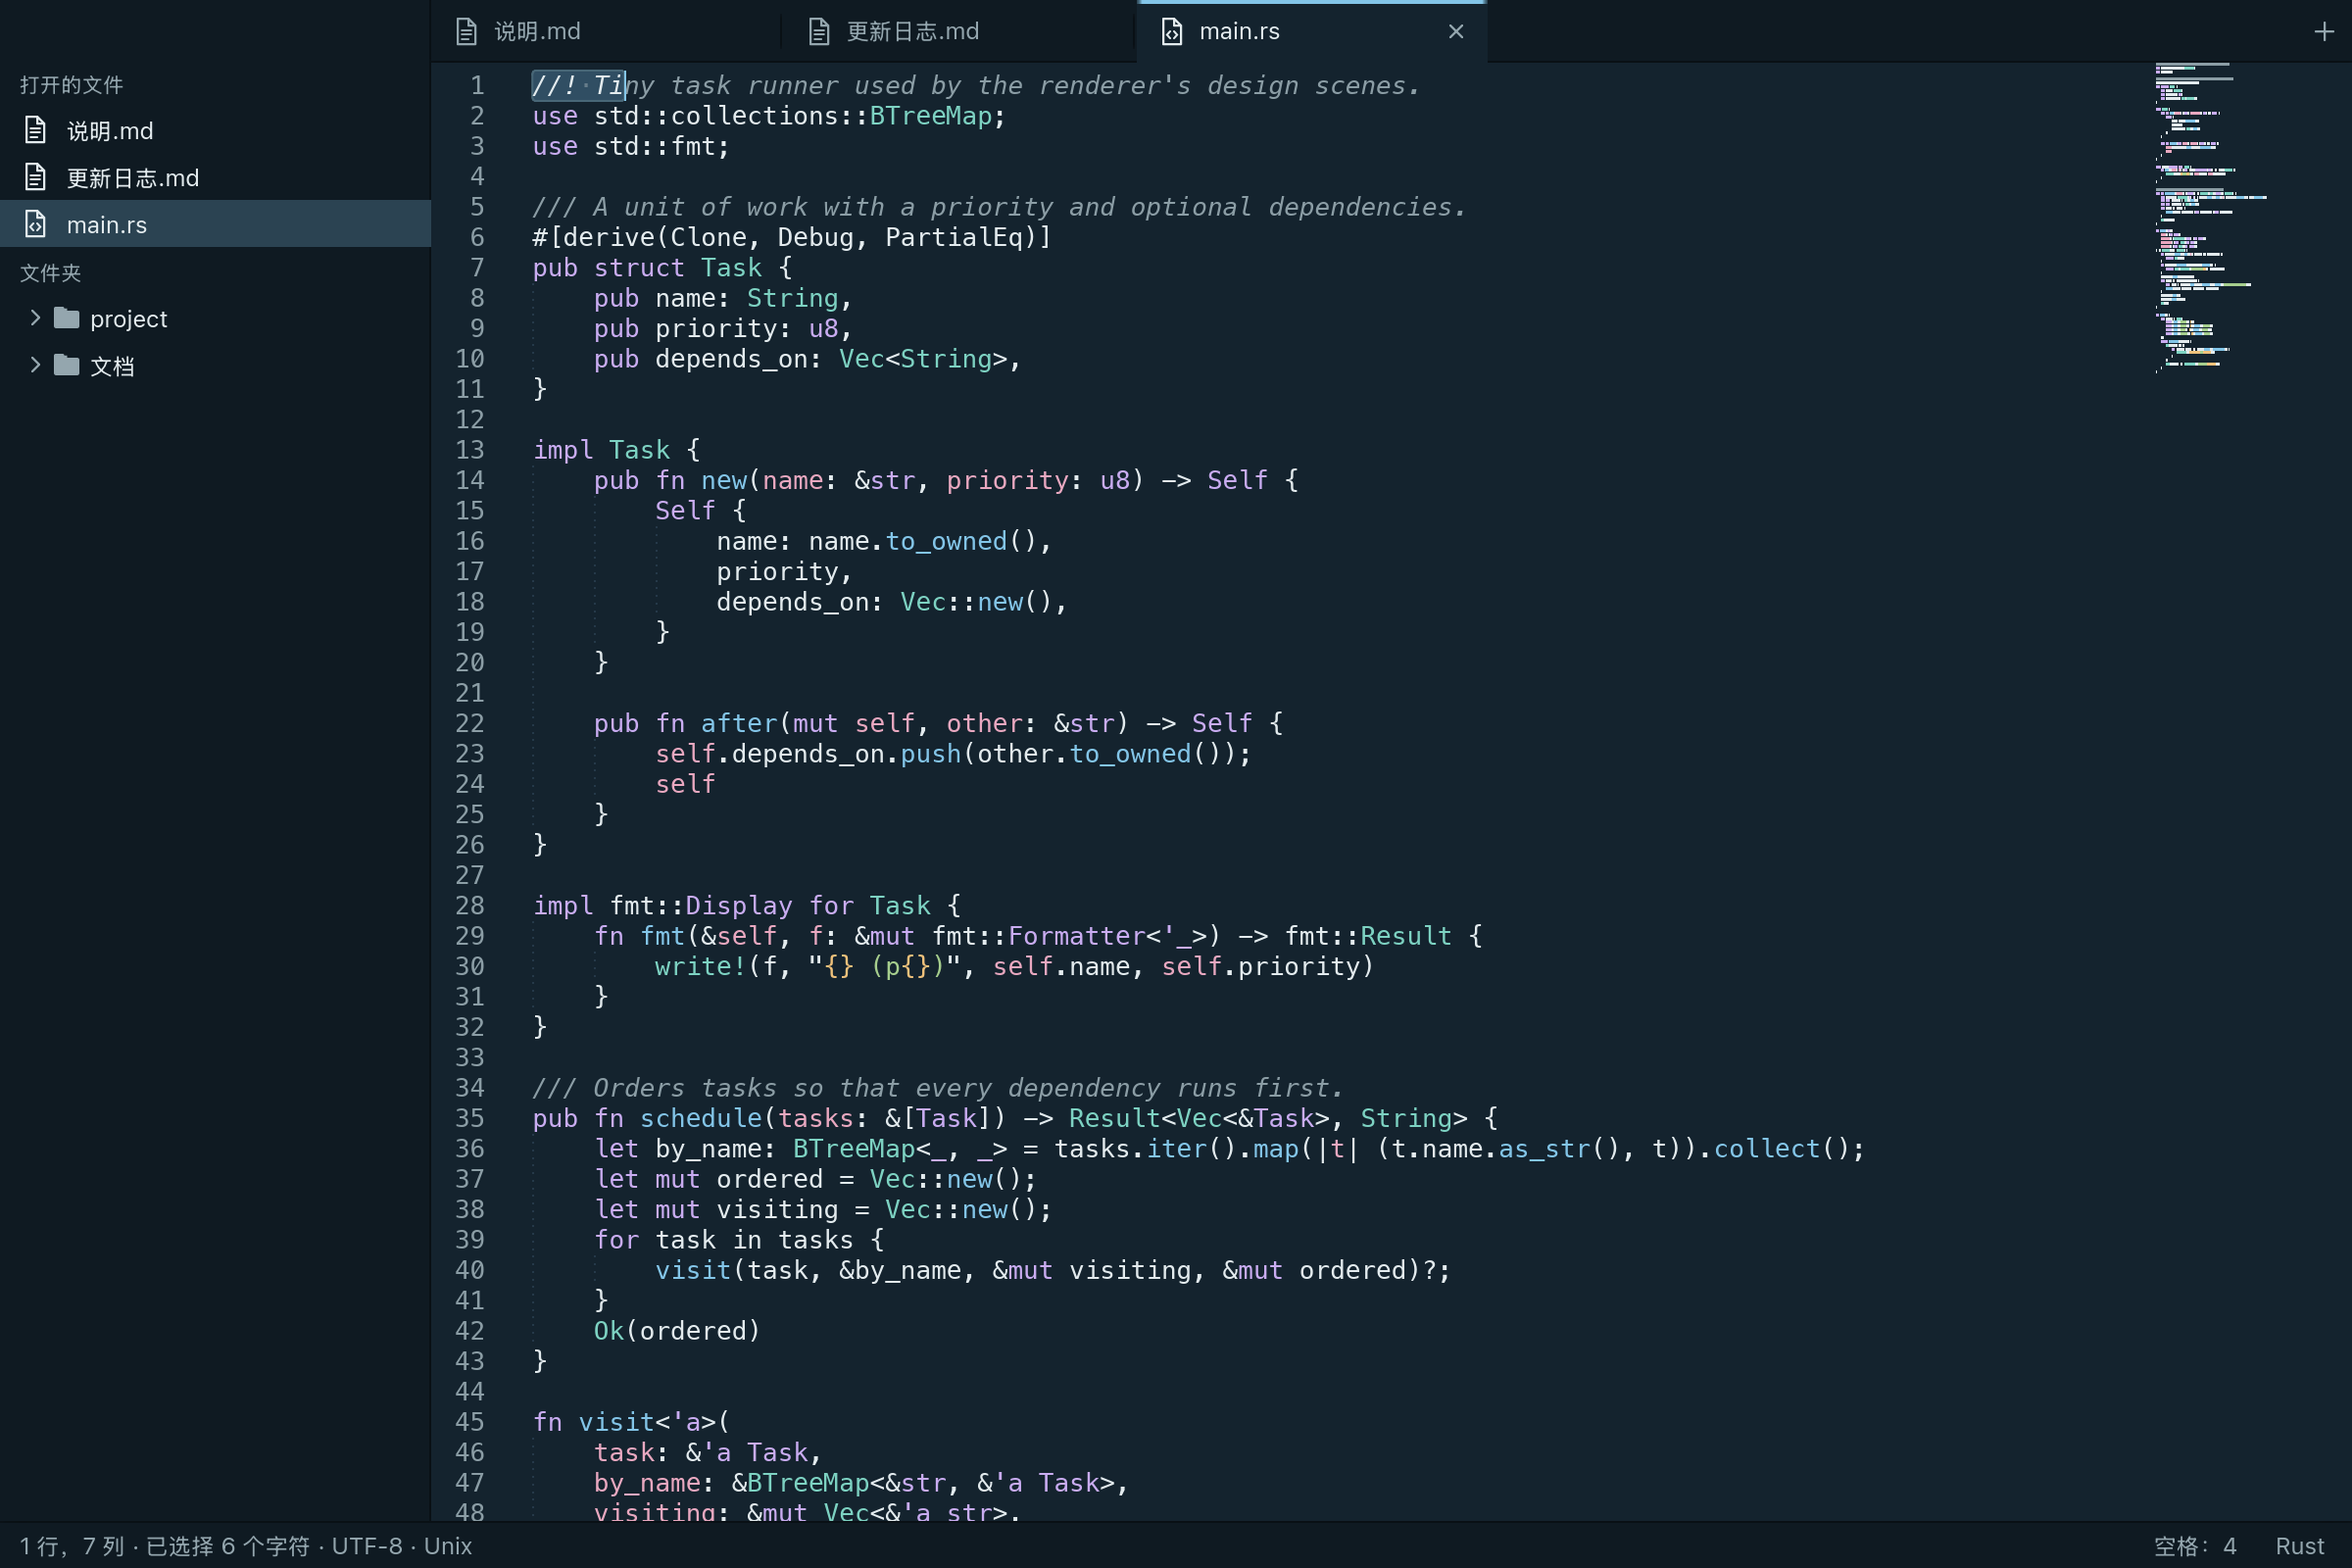 说明.md
更新日志.md
main.rs
打开的文件
说明.md
更新日志.md
main.rs
文件夹
project
文档
1 //! Tiny task runner used by the renderer's design scenes.
2 use std::collections::BTreeMap;
3 use std::fmt;
4
5 /// A unit of work with a priority and optional dependencies.
6 #[derive(Clone, Debug, PartialEq)]
7 pub struct Task {
8     pub name: String,
9     pub priority: u8,
10     pub depends_on: Vec<String>,
11 }
12
13 impl Task {
14     pub fn new(name: &str, priority: u8) -> Self {
15         Self {
16             name: name.to_owned(),
17             priority,
18             depends_on: Vec::new(),
19         }
20     }
21
22     pub fn after(mut self, other: &str) -> Self {
23         self.depends_on.push(other.to_owned());
24         self
25     }
26 }
27
28 impl fmt::Display for Task {
29     fn fmt(&self, f: &mut fmt::Formatter<'_>) -> fmt::Result {
30         write!(f, "{} (p{})", self.name, self.priority)
31     }
32 }
33
34 /// Orders tasks so that every dependency runs first.
35 pub fn schedule(tasks: &[Task]) -> Result<Vec<&Task>, String> {
36     let by_name: BTreeMap<_, _> = tasks.iter().map(|t| (t.name.as_str(), t)).collect();
37     let mut ordered = Vec::new();
38     let mut visiting = Vec::new();
39     for task in tasks {
40         visit(task, &by_name, &mut visiting, &mut ordered)?;
41     }
42     Ok(ordered)
43 }
44
45 fn visit<'a>(
46     task: &'a Task,
47     by_name: &BTreeMap<&str, &'a Task>,
48     visiting: &mut Vec<&'a str>,
1 行，7 列 · 已选择 6 个字符 · UTF-8 · Unix
空格：4
Rust